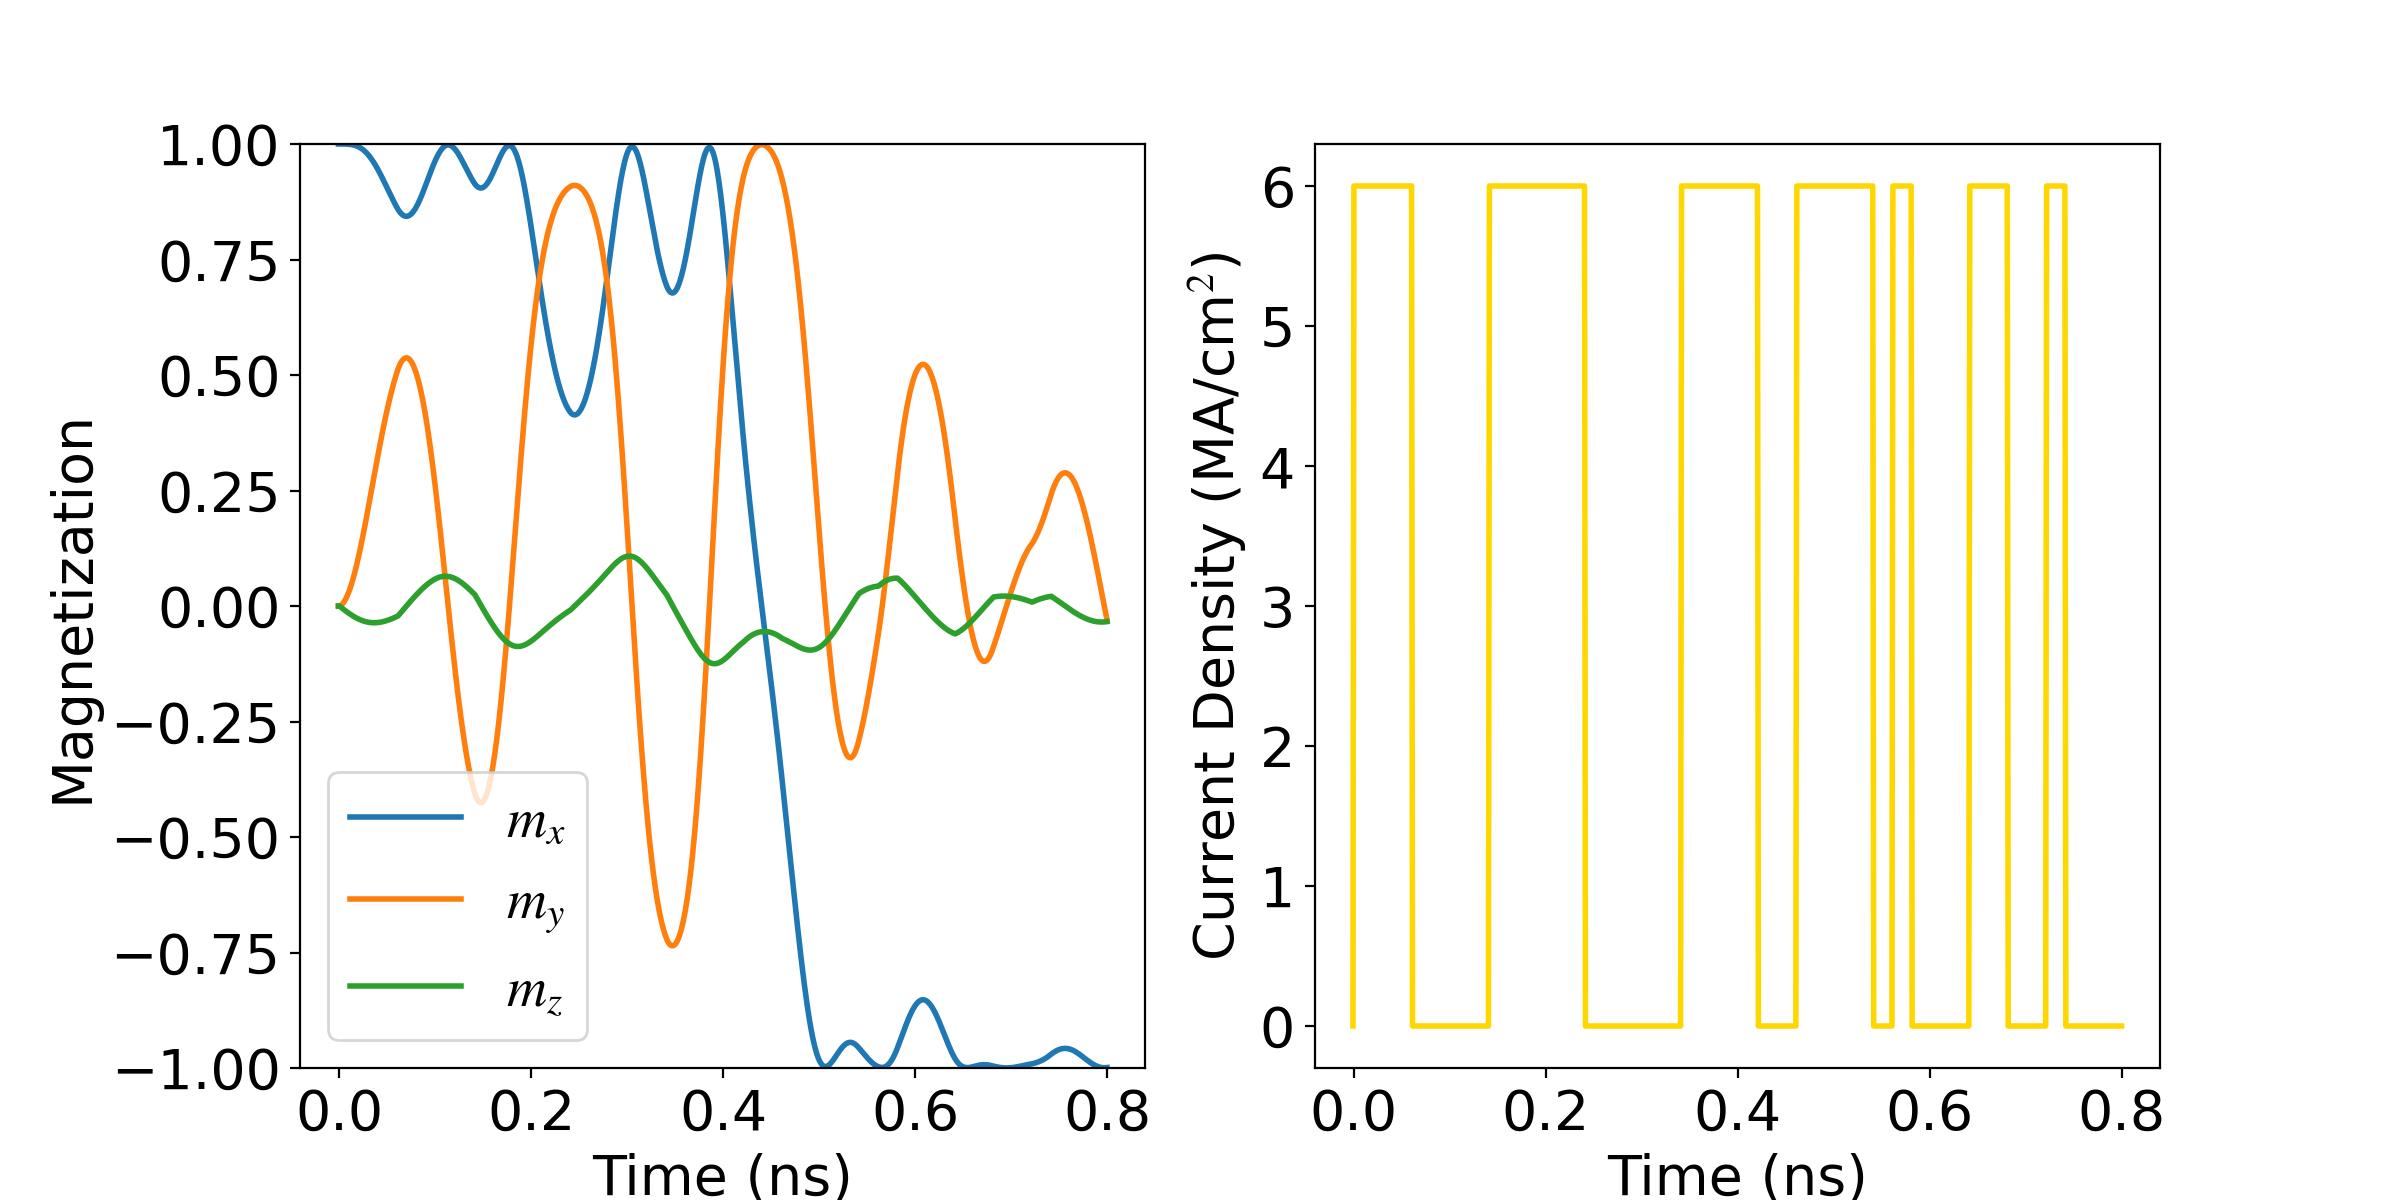 Magnetization
1.00
0.75
0.50
0.25
0.00
−0.25
−0.50
−0.75
−1.00
m_x
m_y
m_z
0.0 0.2 0.4 0.6 0.8
Time (ns)
Current Density (MA/cm²)
6
5
4
3
2
1
0
0.0 0.2 0.4 0.6 0.8
Time (ns)